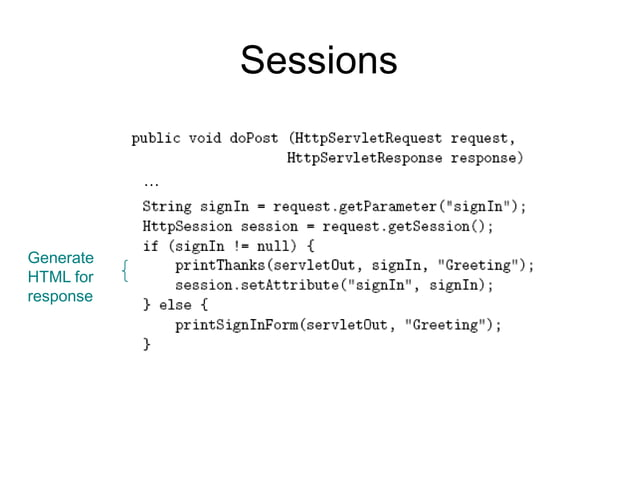 Sessions
public void doPost (HttpServletRequest request,
HttpServletResponse response)
…
String signIn = request.getParameter("signIn");
HttpSession session = request.getSession();
if (signIn != null) {
printThanks(servletOut, signIn, "Greeting");
session.setAttribute("signIn", signIn);
} else {
printSignInForm(servletOut, "Greeting");
}
Generate
HTML for
response
{